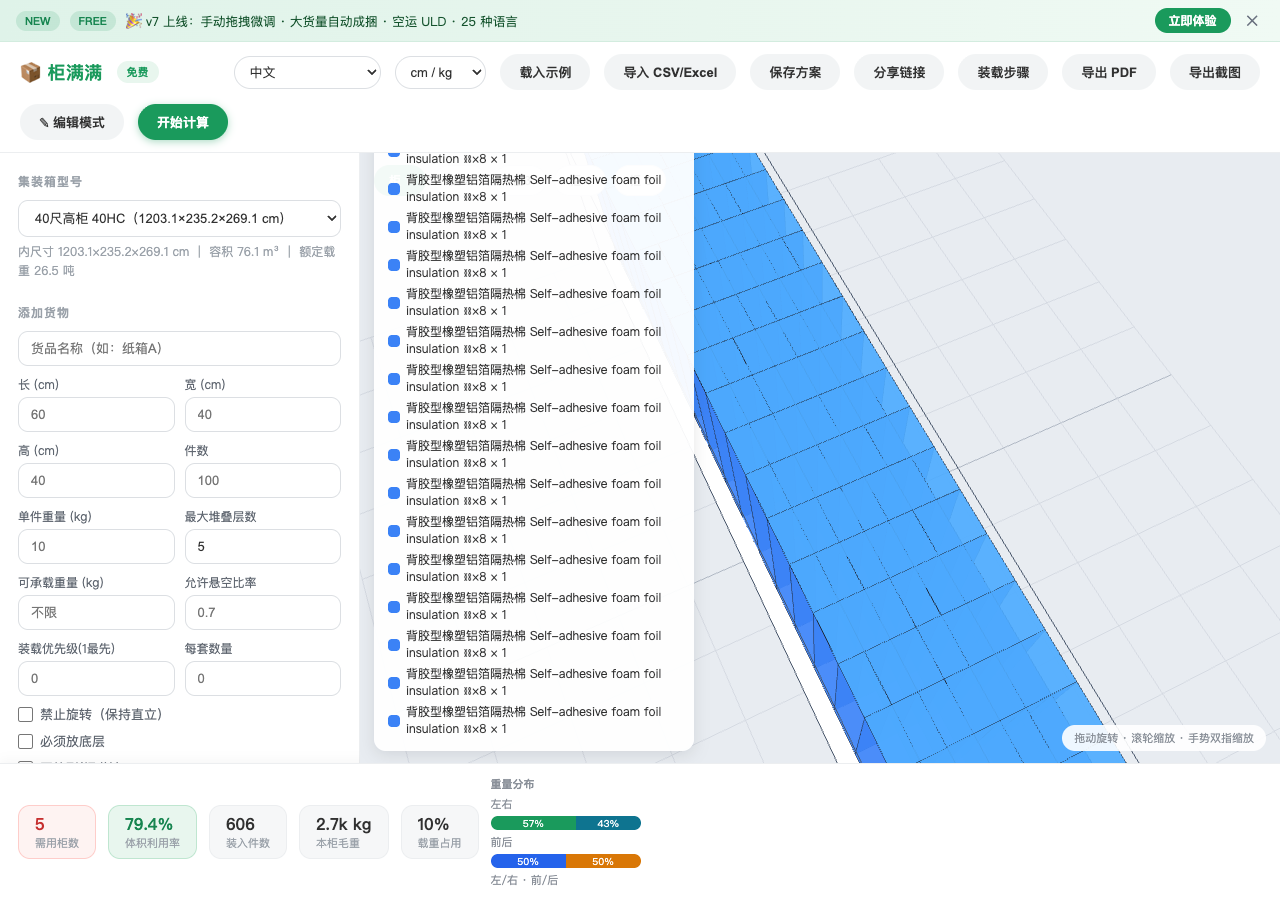 NEW FREE 🎉 v7 上线：手动拖拽微调 · 大货量自动成捆 · 空运 ULD · 25 种语言 立即体验 ✕
📦 柜满满 免费 中文 cm / kg 载入示例 导入 CSV/Excel 保存方案 分享链接 装载步骤 导出 PDF 导出截图
✎ 编辑模式 开始计算
集装箱型号
40尺高柜 40HC（1203.1×235.2×269.1 cm）
内尺寸 1203.1×235.2×269.1 cm ｜ 容积 76.1 m³ ｜ 额定载
重 26.5 吨
添加货物
货品名称（如：纸箱A）
长 (cm) 宽 (cm)
60 40
高 (cm) 件数
40 100
单件重量 (kg) 最大堆叠层数
10 5
可承载重量 (kg) 允许悬空比率
不限 0.7
装载优先级(1最先) 每套数量
0 0
禁止旋转（保持直立）
必须放底层
insulation ⛓×8 × 1
背胶型橡塑铝箔隔热棉 Self-adhesive foam foil
insulation ⛓×8 × 1
背胶型橡塑铝箔隔热棉 Self-adhesive foam foil
insulation ⛓×8 × 1
背胶型橡塑铝箔隔热棉 Self-adhesive foam foil
insulation ⛓×8 × 1
背胶型橡塑铝箔隔热棉 Self-adhesive foam foil
insulation ⛓×8 × 1
背胶型橡塑铝箔隔热棉 Self-adhesive foam foil
insulation ⛓×8 × 1
背胶型橡塑铝箔隔热棉 Self-adhesive foam foil
insulation ⛓×8 × 1
背胶型橡塑铝箔隔热棉 Self-adhesive foam foil
insulation ⛓×8 × 1
背胶型橡塑铝箔隔热棉 Self-adhesive foam foil
insulation ⛓×8 × 1
背胶型橡塑铝箔隔热棉 Self-adhesive foam foil
insulation ⛓×8 × 1
背胶型橡塑铝箔隔热棉 Self-adhesive foam foil
insulation ⛓×8 × 1
背胶型橡塑铝箔隔热棉 Self-adhesive foam foil
insulation ⛓×8 × 1
背胶型橡塑铝箔隔热棉 Self-adhesive foam foil
insulation ⛓×8 × 1
背胶型橡塑铝箔隔热棉 Self-adhesive foam foil
insulation ⛓×8 × 1
背胶型橡塑铝箔隔热棉 Self-adhesive foam foil
insulation ⛓×8 × 1
背胶型橡塑铝箔隔热棉 Self-adhesive foam foil
insulation ⛓×8 × 1
拖动旋转 · 滚轮缩放 · 手势双指缩放
5
需用柜数
79.4%
体积利用率
606
装入件数
2.7k kg
本柜毛重
10%
载重占用
重量分布
左右
57% 43%
前后
50% 50%
左/右 · 前/后